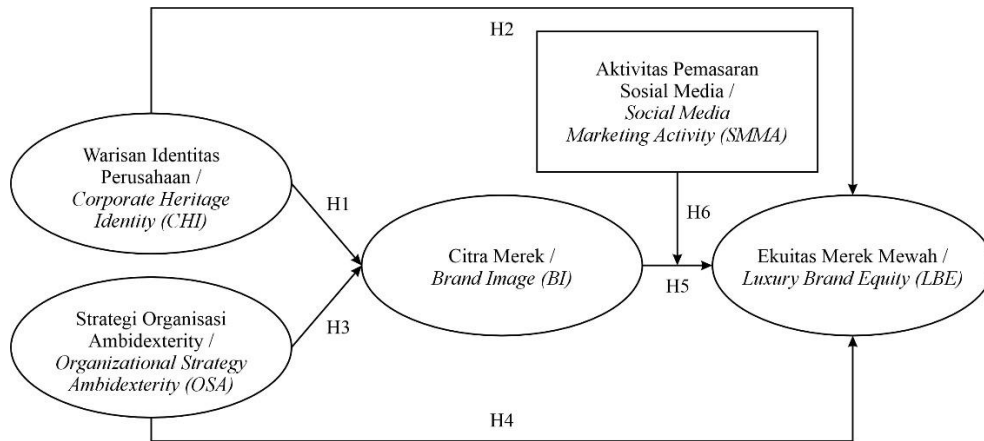 H2
Aktivitas Pemasaran
Sosial Media /
Social Media
Marketing Activity (SMMA)
Warisan Identitas
Perusahaan /
Corporate Heritage
Identity (CHI)
H1
H6
Citra Merek /
Brand Image (BI)
H5
Ekuitas Merek Mewah /
Luxury Brand Equity (LBE)
H3
Strategi Organisasi
Ambidexterity /
Organizational Strategy
Ambidexterity (OSA)
H4